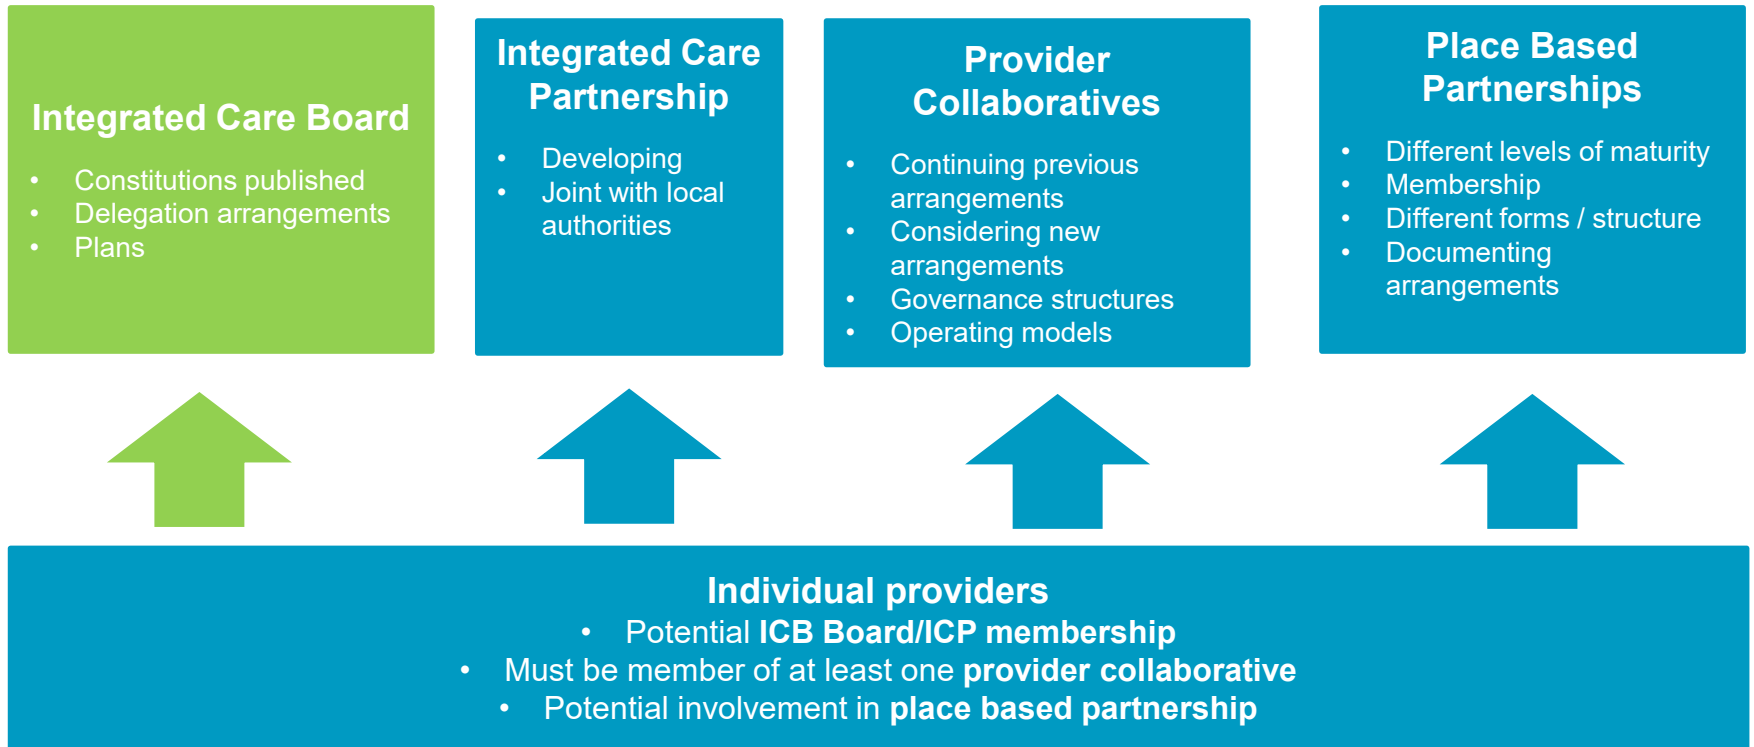 Integrated Care Board
• Constitutions published
• Delegation arrangements
• Plans
Integrated Care
Partnership
• Developing
• Joint with local
authorities
Provider
Collaboratives
• Continuing previous
arrangements
• Considering new
arrangements
• Governance structures
• Operating models
Place Based
Partnerships
• Different levels of maturity
• Membership
• Different forms / structure
• Documenting
arrangements
Individual providers
• Potential ICB Board/ICP membership
• Must be member of at least one provider collaborative
• Potential involvement in place based partnership